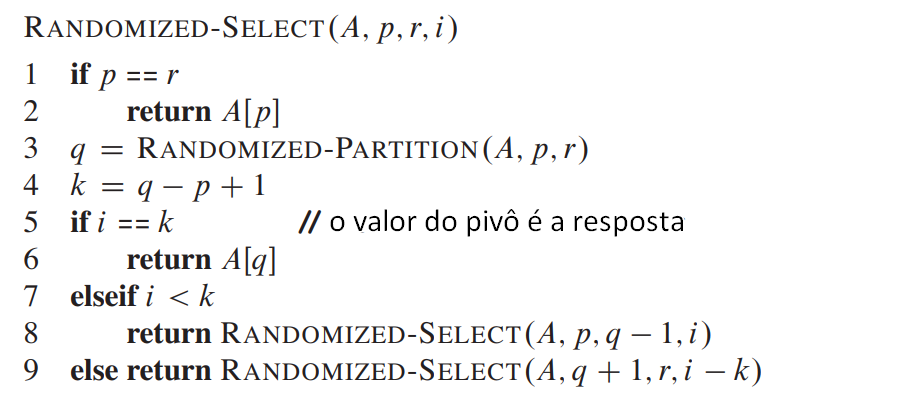 RANDOMIZED-SELECT(A, p, r, i)
1 if p == r
2 return A[p]
3 q = RANDOMIZED-PARTITION(A, p, r)
4 k = q − p + 1
5 if i == k // o valor do pivô é a resposta
6 return A[q]
7 elseif i < k
8 return RANDOMIZED-SELECT(A, p, q − 1, i)
9 else return RANDOMIZED-SELECT(A, q + 1, r, i − k)